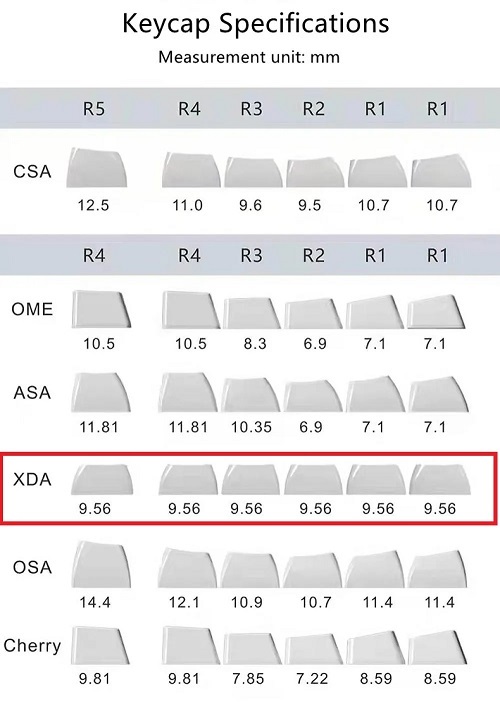 Keycap Specifications
Measurement unit: mm
R5 R4 R3 R2 R1 R1
CSA
12.5 11.0 9.6 9.5 10.7 10.7
R4 R4 R3 R2 R1 R1
OME
10.5 10.5 8.3 6.9 7.1 7.1
ASA
11.81 11.81 10.35 6.9 7.1 7.1
XDA
9.56 9.56 9.56 9.56 9.56 9.56
OSA
14.4 12.1 10.9 10.7 11.4 11.4
Cherry
9.81 9.81 7.85 7.22 8.59 8.59